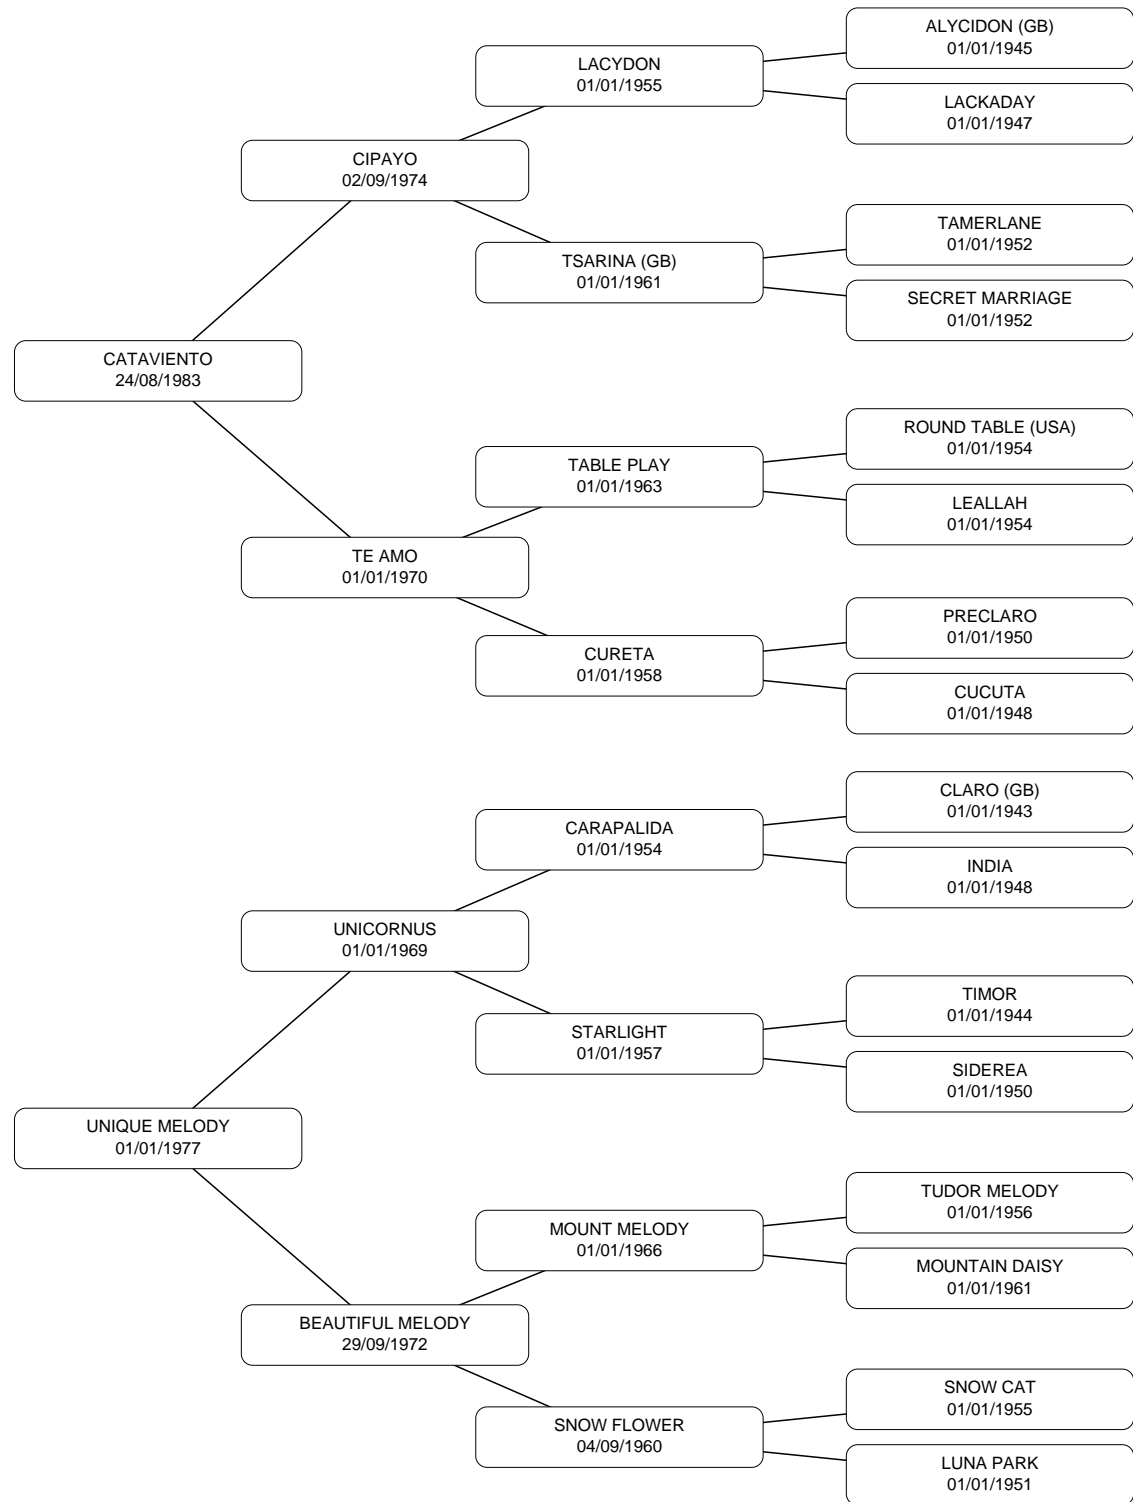 ALYCIDON (GB)
01/01/1945
LACYDON
01/01/1955
LACKADAY
01/01/1947
CIPAYO
02/09/1974
TAMERLANE
01/01/1952
TSARINA (GB)
01/01/1961
SECRET MARRIAGE
01/01/1952
CATAVIENTO
24/08/1983
ROUND TABLE (USA)
01/01/1954
TABLE PLAY
01/01/1963
LEALLAH
01/01/1954
TE AMO
01/01/1970
PRECLARO
01/01/1950
CURETA
01/01/1958
CUCUTA
01/01/1948
CLARO (GB)
01/01/1943
CARAPALIDA
01/01/1954
INDIA
01/01/1948
UNICORNUS
01/01/1969
TIMOR
01/01/1944
STARLIGHT
01/01/1957
SIDEREA
01/01/1950
UNIQUE MELODY
01/01/1977
TUDOR MELODY
01/01/1956
MOUNT MELODY
01/01/1966
MOUNTAIN DAISY
01/01/1961
BEAUTIFUL MELODY
29/09/1972
SNOW CAT
01/01/1955
SNOW FLOWER
04/09/1960
LUNA PARK
01/01/1951